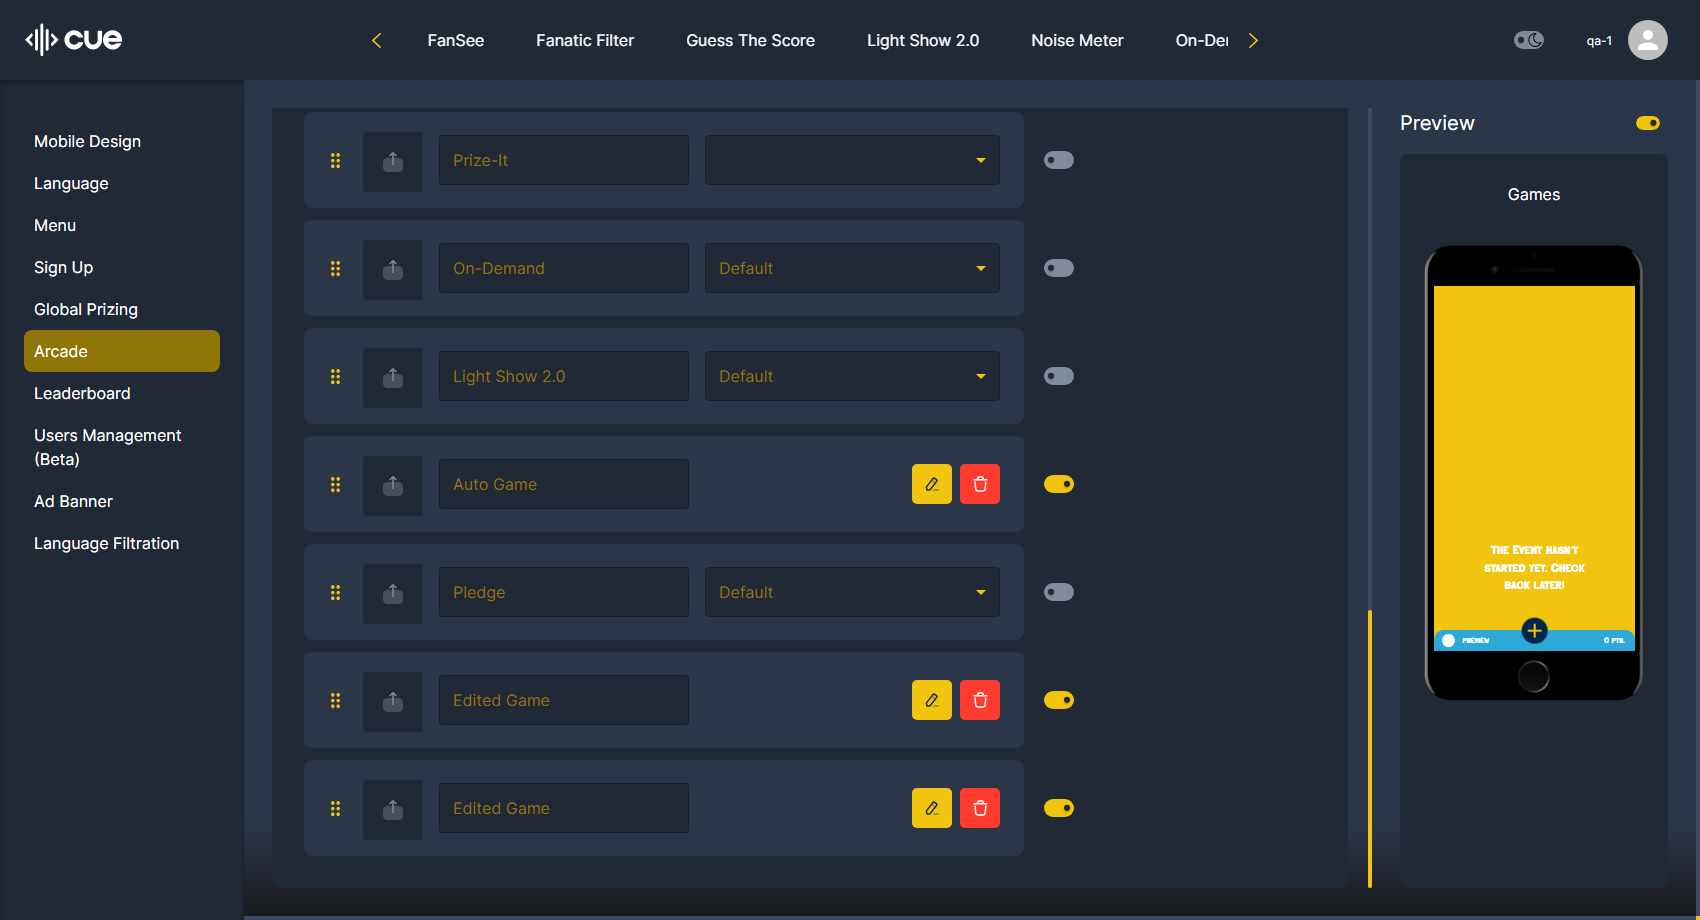 cue
FanSee
Fanatic Filter
Guess The Score
Light Show 2.0
Noise Meter
On-Der
qa-1
Mobile Design
Language
Menu
Sign Up
Global Prizing
Arcade
Leaderboard
Users Management
(Beta)
Ad Banner
Language Filtration
Prize-It
On-Demand
Default
Light Show 2.0
Default
Auto Game
Pledge
Default
Edited Game
Edited Game
Preview
Games
The Event hasn't
started yet. Check
back later!
PREVIEW
0 PTS.